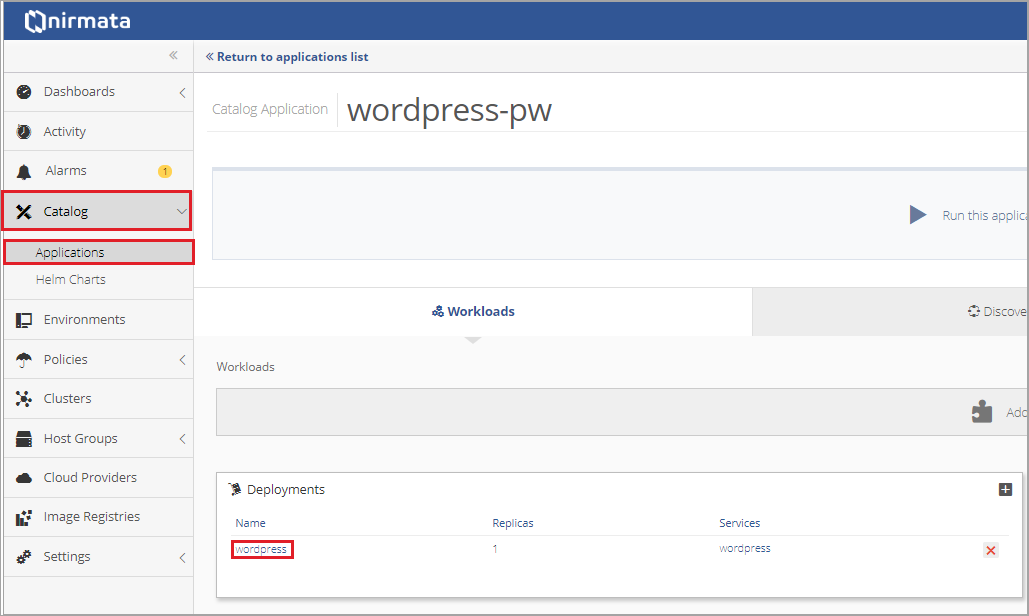 nirmata
« Return to applications list
Dashboards
Activity
Alarms 1
Catalog
Applications
Helm Charts
Environments
Policies
Clusters
Host Groups
Cloud Providers
Image Registries
Settings
Catalog Application wordpress-pw
Run this applica
Workloads
Discove
Workloads
Add
Deployments
Name Replicas Services
wordpress 1 wordpress